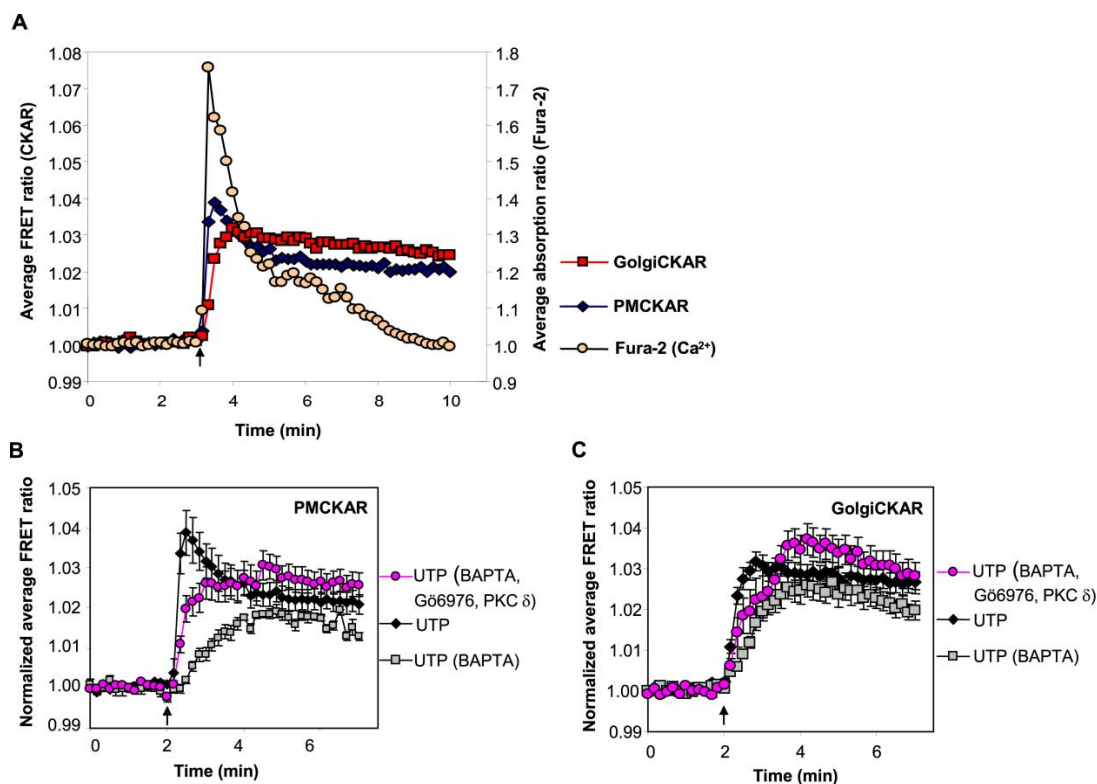 A
Average FRET ratio (CKAR)
1.08
1.07
1.06
1.05
1.04
1.03
1.02
1.00
0.99
1.8
1.7
1.6
1.5
1.4
1.3
1.2
1.1
1.0
0.9
Average absorption ratio (Fura-2)
0 2 4 6 8 10
Time (min)
GolgiCKAR
PMCKAR
Fura-2 (Ca²⁺)
B
Normalized average FRET ratio
1.05
1.04
1.03
1.02
1.00
0.99
PMCKAR
0 2 4 6
Time (min)
UTP (BAPTA,
Gö6976, PKC δ)
UTP
UTP (BAPTA)
C
Normalized average FRET ratio
1.05
1.04
1.03
1.02
1.00
0.99
GolgiCKAR
0 2 4 6
Time (min)
UTP (BAPTA,
Gö6976, PKC δ)
UTP
UTP (BAPTA)